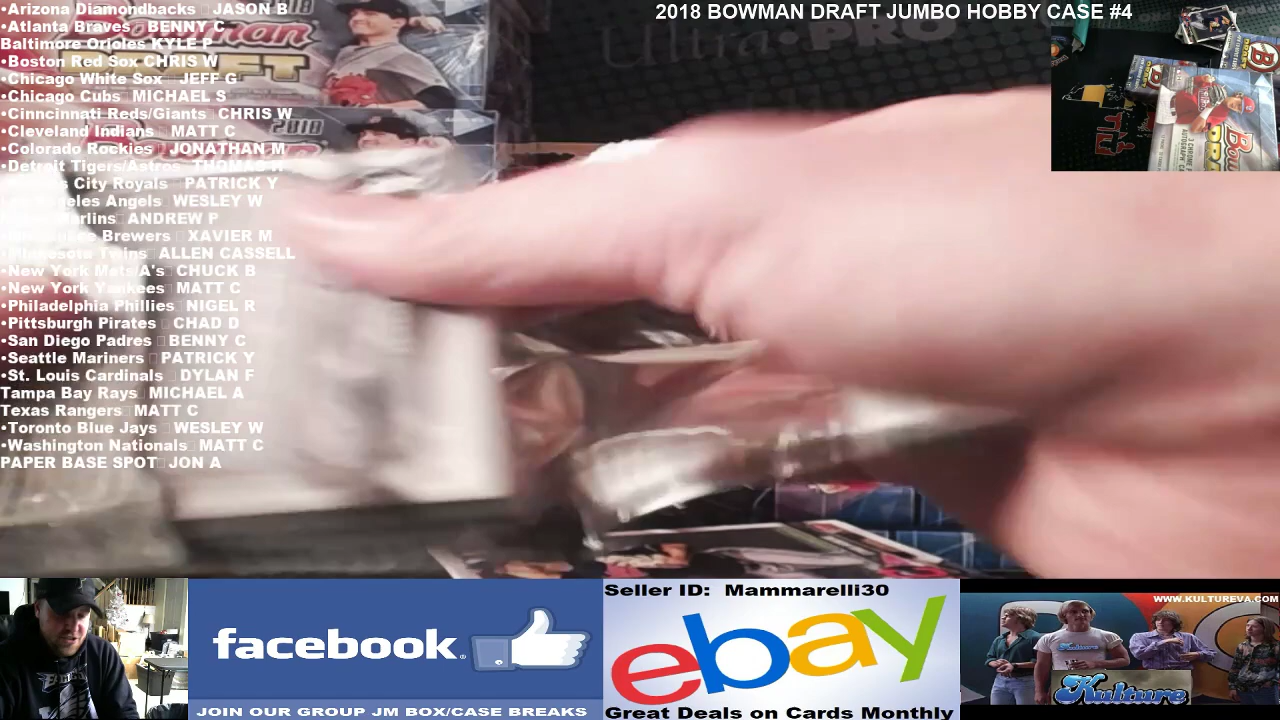 •Arizona Diamondbacks JASON B
•Atlanta Braves BENNY C
Baltimore Orioles KYLE P
•Boston Red Sox CHRIS W
•Chicago White Sox JEFF G
•Chicago Cubs MICHAEL S
•Cinncinnati Reds/Giants CHRIS W
•Cleveland Indians MATT C
•Colorado Rockies JONATHAN M
•Detroit Tigers/Astros THOMAS
City Royals PATRICK Y
Angels WESLEY W
Marlins ANDREW P
Brewers XAVIER M
•Minnesota Twins ALLEN CASSELL
•New York Mets/A's CHUCK B
•New York Yankees MATT C
•Philadelphia Phillies NIGEL R
•Pittsburgh Pirates CHAD D
•San Diego Padres BENNY C
•Seattle Mariners PATRICK Y
•St. Louis Cardinals DYLAN F
Tampa Bay Rays MICHAEL A
Texas Rangers MATT C
•Toronto Blue Jays WESLEY W
•Washington Nationals MATT C
PAPER BASE SPOT JON A
2018 BOWMAN DRAFT JUMBO HOBBY CASE #4
Ultra PRO
2018
facebook
JOIN OUR GROUP JM BOX/CASE BREAKS
Seller ID: Mammarelli30
ebay
Great Deals on Cards Monthly
WWW.KULTUREVA.COM
Kulture